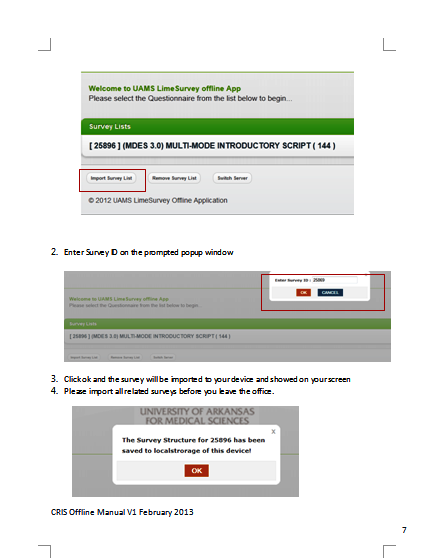 Welcome to UAMS LimeSurvey offline App
Please select the Questionnaire from the list below to begin...
Survey Lists
[ 25896 ] (MDES 3.0) MULTI-MODE INTRODUCTORY SCRIPT ( 144 )
Import Survey List Remove Survey List Switch Server
© 2012 UAMS LimeSurvey Offline Application
2. Enter Survey ID on the prompted popup window
Enter Survey ID : 25869
OK CANCEL
Welcome to UAMS LimeSurvey offline App
Please select the Questionnaire from the list below to begin.
Survey Lists
[ 25896 ] (MDES 3.0) MULTI-MODE INTRODUCTORY SCRIPT ( 144 )
Import Survey List Remove Survey List Switch Server
3. Click ok and the survey will be imported to your device and showed on your screen
4. Please import all related surveys before you leave the office.
UNIVERSITY OF ARKANSAS
FOR MEDICAL SCIENCES
x
The Survey Structure for 25896 has been
saved to localstrorage of this device!
OK
CRIS Offline Manual V1 February 2013
7